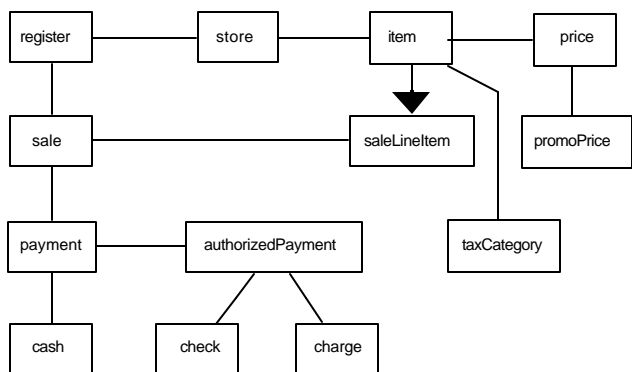 register
store
item
price
sale
saleLineItem
promoPrice
payment
authorizedPayment
taxCategory
cash
check
charge